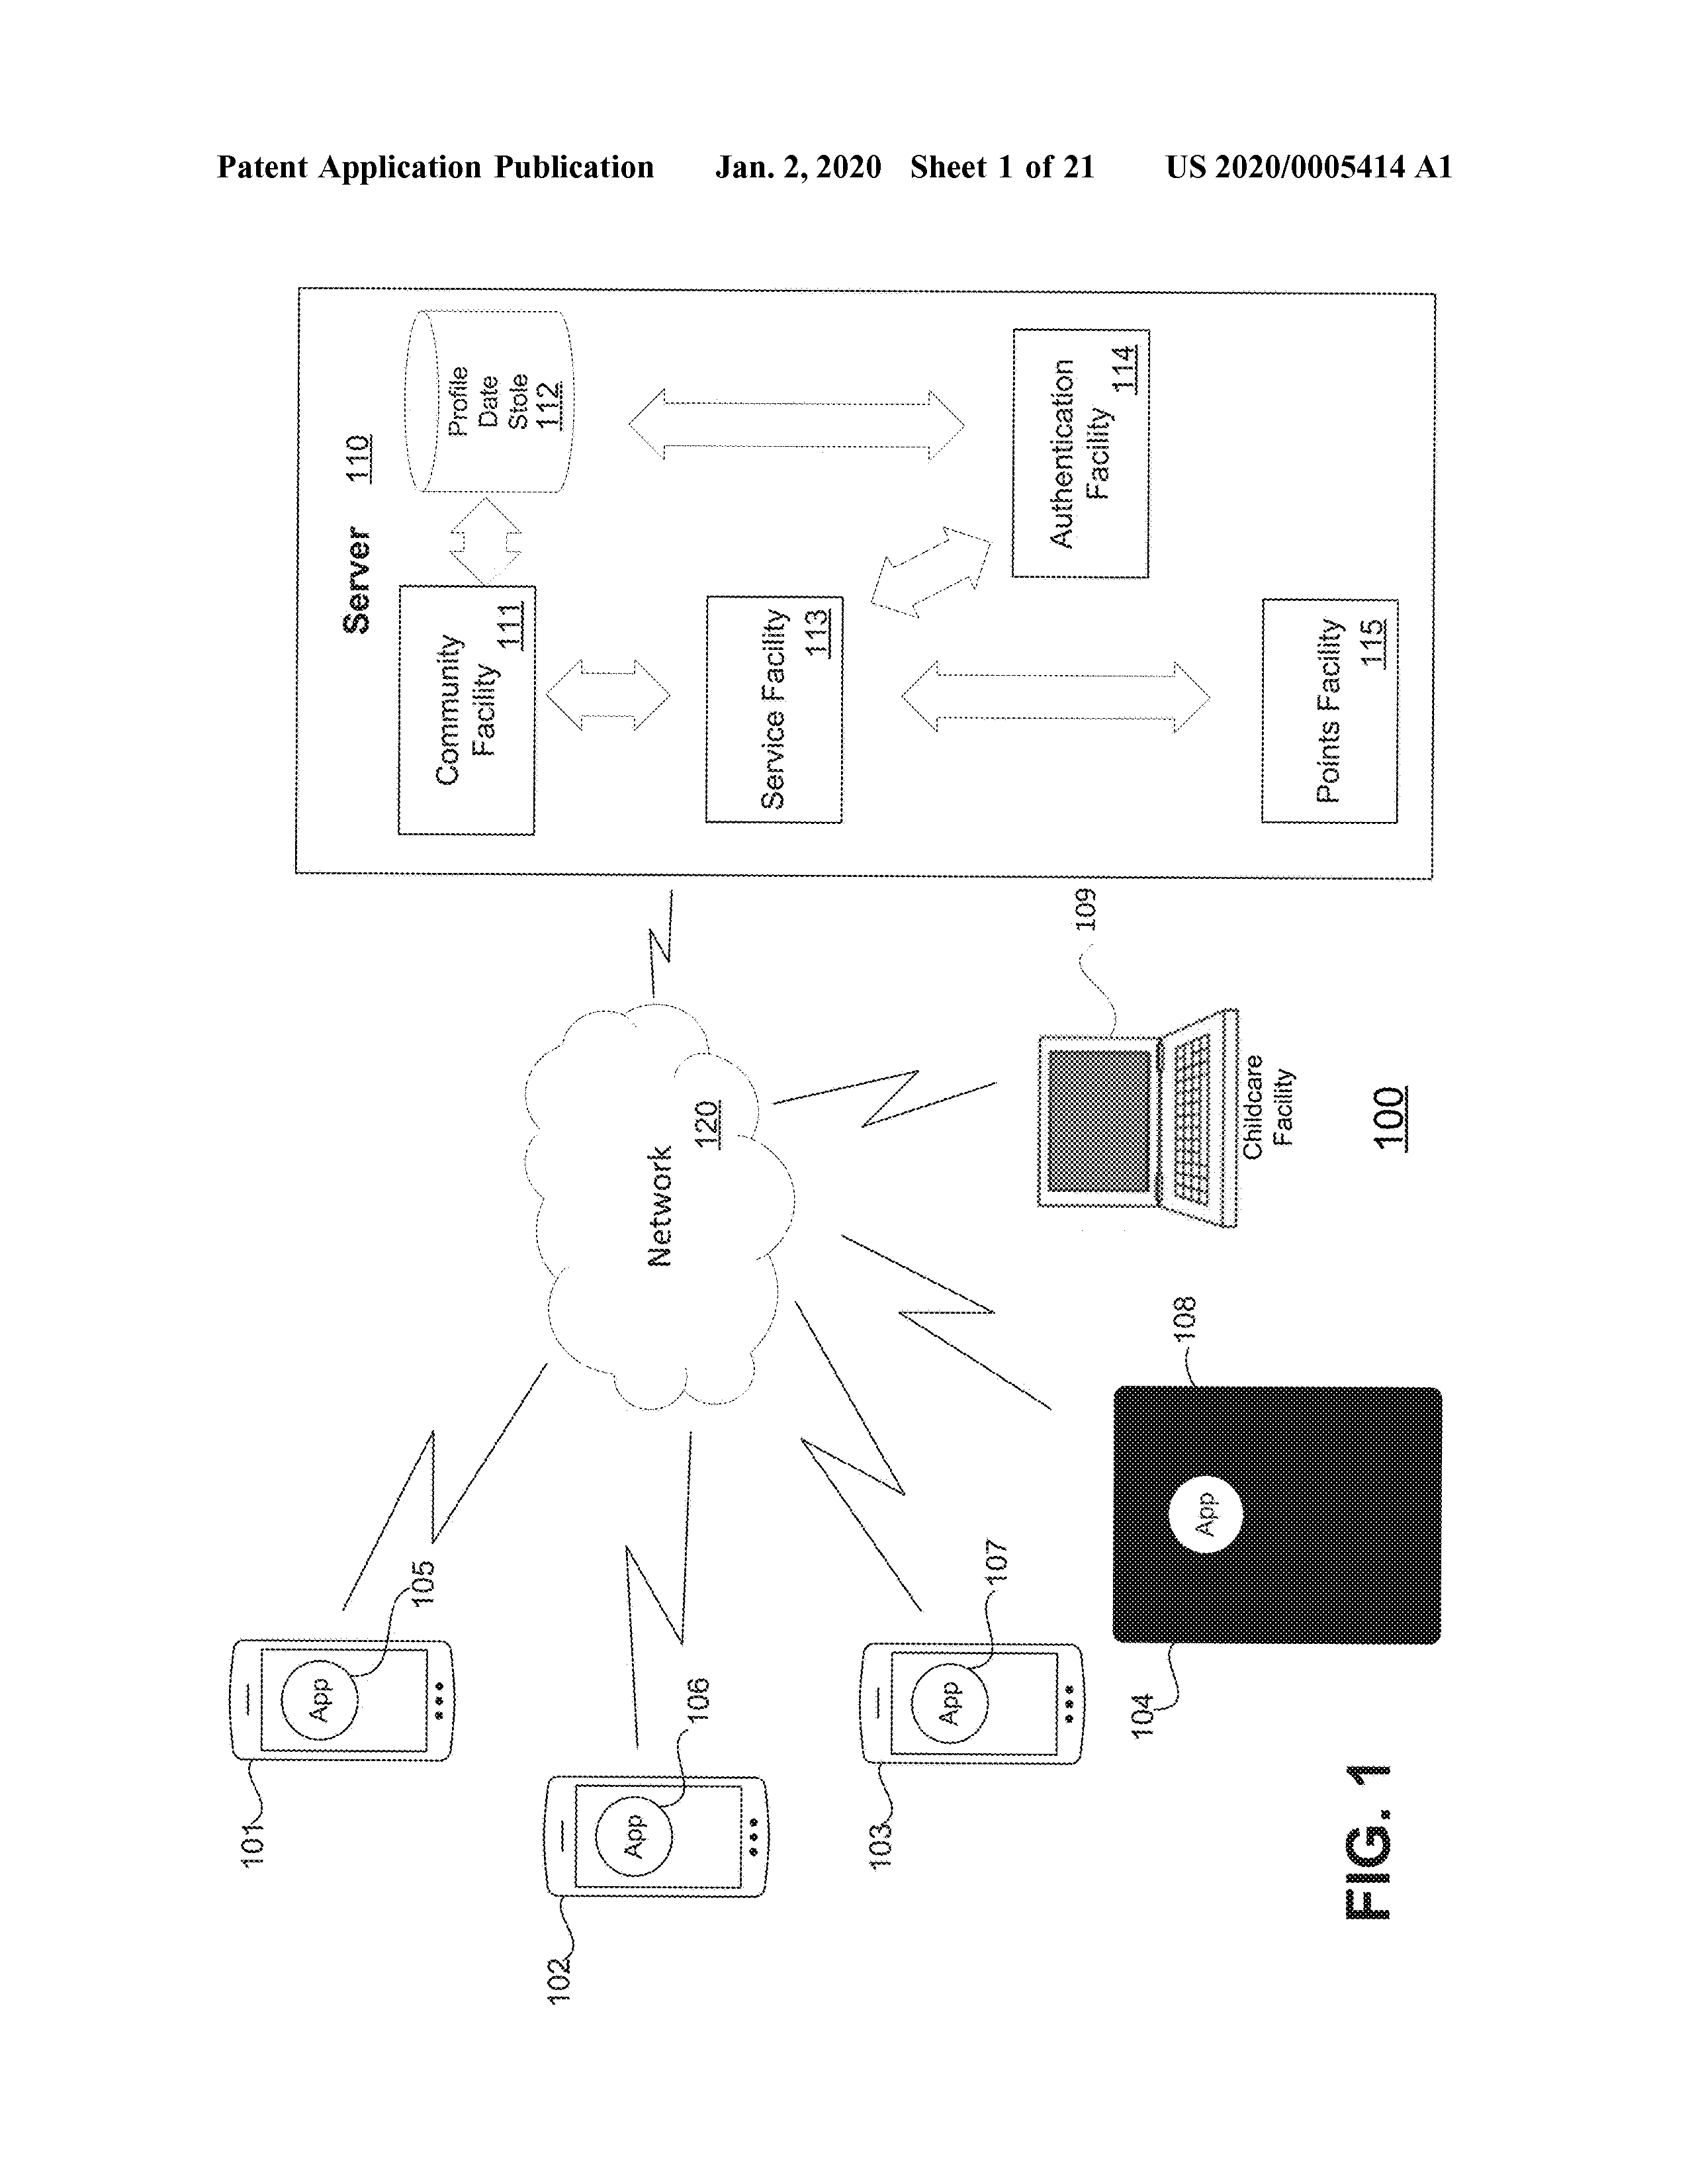 Patent Application Publication Jan. 2, 2020 Sheet 1 of 21 US 2020/0005414 A1
Server 110
Community
Facility
111
Profile
Date
Stole
112
Service Facility
113
Authentication
Facility
114
Points Facility
115
Network
120
109
Childcare
Facility
100
101
App
105
102
App
106
103
App
107
104
App
108
FIG. 1